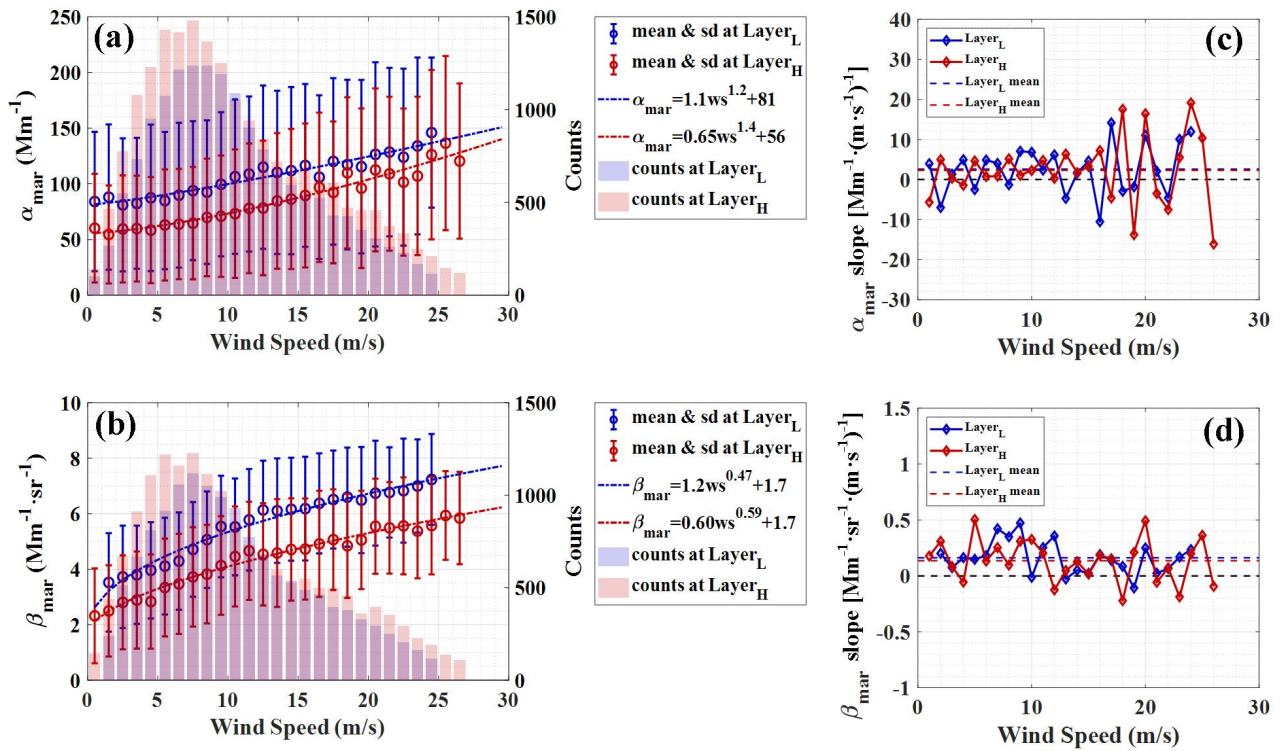 (a)
250
200
150
100
50
0
α_mar (Mm⁻¹)
1500
1000
500
0
Counts
0 5 10 15 20 25 30
Wind Speed (m/s)
mean & sd at Layer_L
mean & sd at Layer_H
α_mar=1.1ws^1.2+81
α_mar=0.65ws^1.4+56
counts at Layer_L
counts at Layer_H
(c)
40
30
20
10
0
-10
-20
-30
α_mar slope [Mm⁻¹·(m·s⁻¹)⁻¹]
Layer_L
Layer_H
Layer_L mean
Layer_H mean
0 10 20 30
Wind Speed (m/s)
(b)
10
8
6
4
2
0
β_mar (Mm⁻¹·sr⁻¹)
1500
1000
500
0
Counts
0 5 10 15 20 25 30
Wind Speed (m/s)
mean & sd at Layer_L
mean & sd at Layer_H
β_mar=1.2ws^0.47+1.7
β_mar=0.60ws^0.59+1.7
counts at Layer_L
counts at Layer_H
(d)
1.5
1
0.5
0
-0.5
-1
β_mar slope [Mm⁻¹·sr⁻¹·(m·s⁻¹)⁻¹]
Layer_L
Layer_H
Layer_L mean
Layer_H mean
0 10 20 30
Wind Speed (m/s)